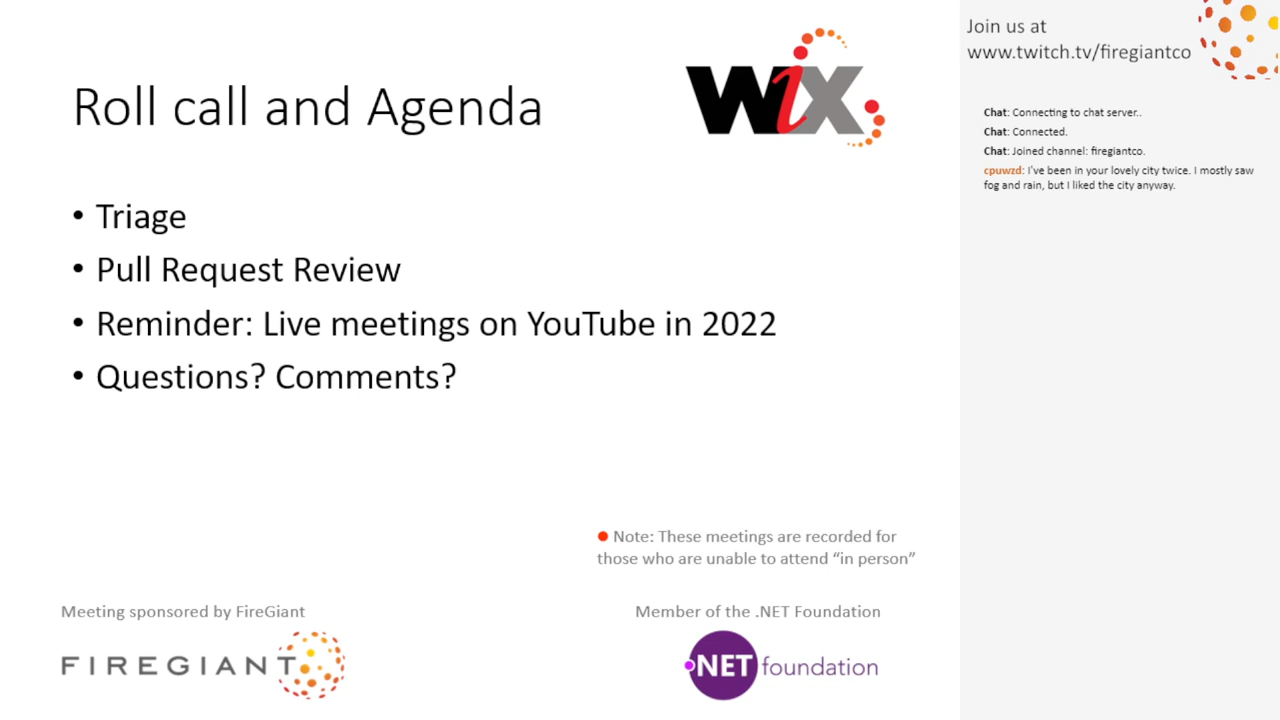 Roll call and Agenda
WiX
• Triage
• Pull Request Review
• Reminder: Live meetings on YouTube in 2022
• Questions? Comments?
Note: These meetings are recorded for
those who are unable to attend “in person”
Meeting sponsored by FireGiant
FIREGIANT
Member of the .NET Foundation
.NET foundation
Join us at
www.twitch.tv/firegiantco
Chat: Connecting to chat server..
Chat: Connected.
Chat: Joined channel: firegiantco.
cpuwzd: I've been in your lovely city twice. I mostly saw
fog and rain, but I liked the city anyway.